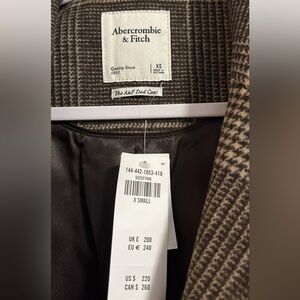 Abercrombie
& Fitch
Quality Since
1892
XS
The A&F Dad Coat
144-442-1053-418
X SMALL
UK £ 200
EU € 240
US $ 220
CAN $ 260